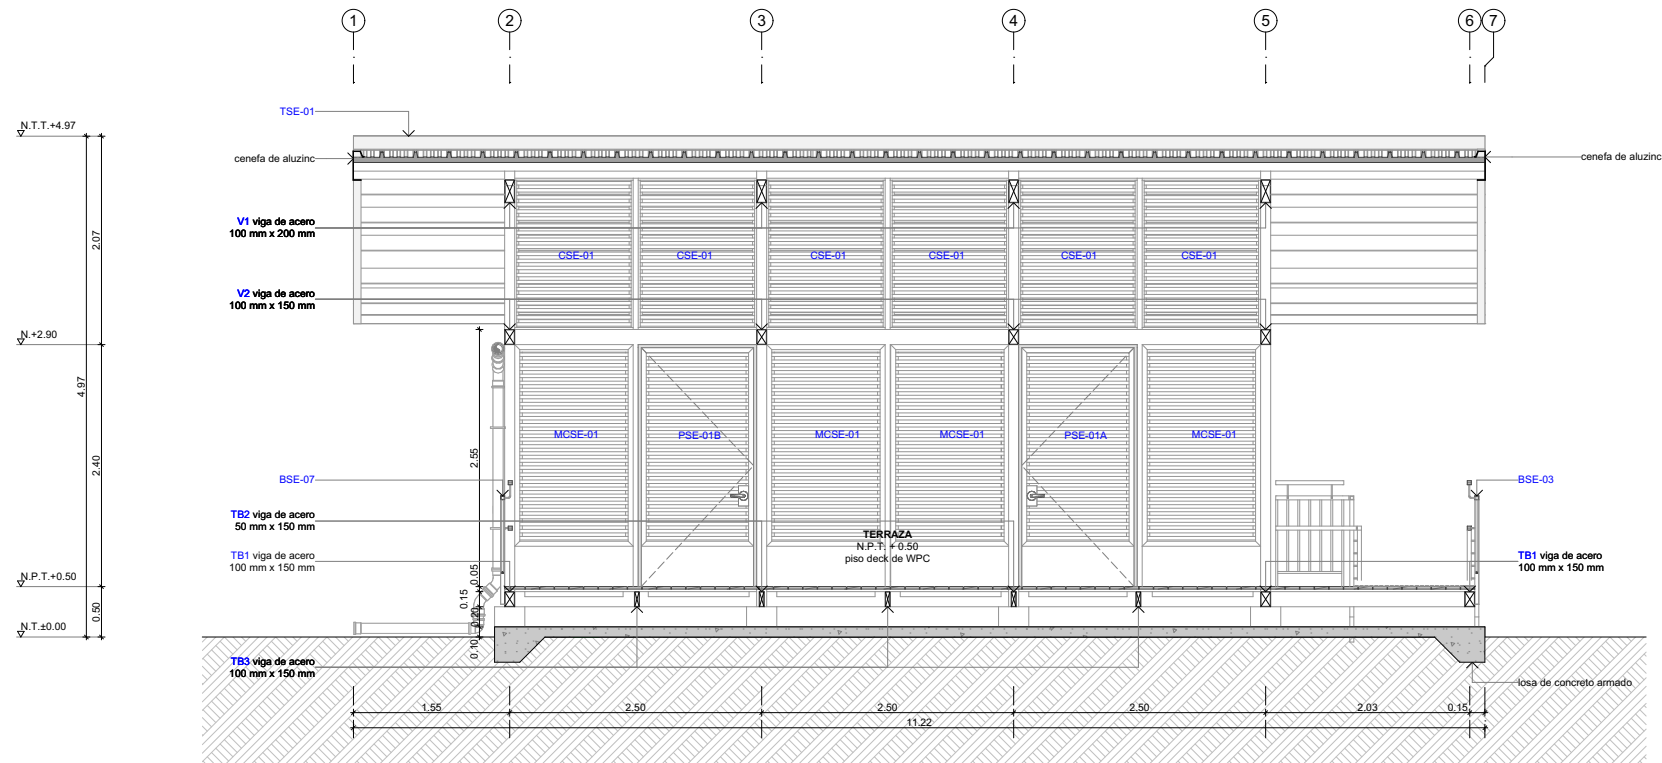 1 2 3 4 5 6 7
TSE-01
N.T.T.+4.97
cenefa de aluzinc
cenefa de aluzinc
V1 viga de acero
100 mm x 200 mm
2.07
CSE-01 CSE-01 CSE-01 CSE-01 CSE-01 CSE-01
V2 viga de acero
100 mm x 150 mm
N.+2.90
4.97
2.40
2.55
MCSE-01 PSE-01B MCSE-01 MCSE-01 PSE-01A MCSE-01
BSE-07
BSE-03
TB2 viga de acero
50 mm x 150 mm
TERRAZA
N.P.T. + 0.50
piso deck de WPC
TB1 viga de acero
100 mm x 150 mm
TB1 viga de acero
100 mm x 150 mm
N.P.T.+0.50
0.05
0.15
0.50
0.20
0.10
N.T.±0.00
TB3 viga de acero
100 mm x 150 mm
losa de concreto armado
1.55 2.50 2.50 2.50 2.03 0.15
11.22